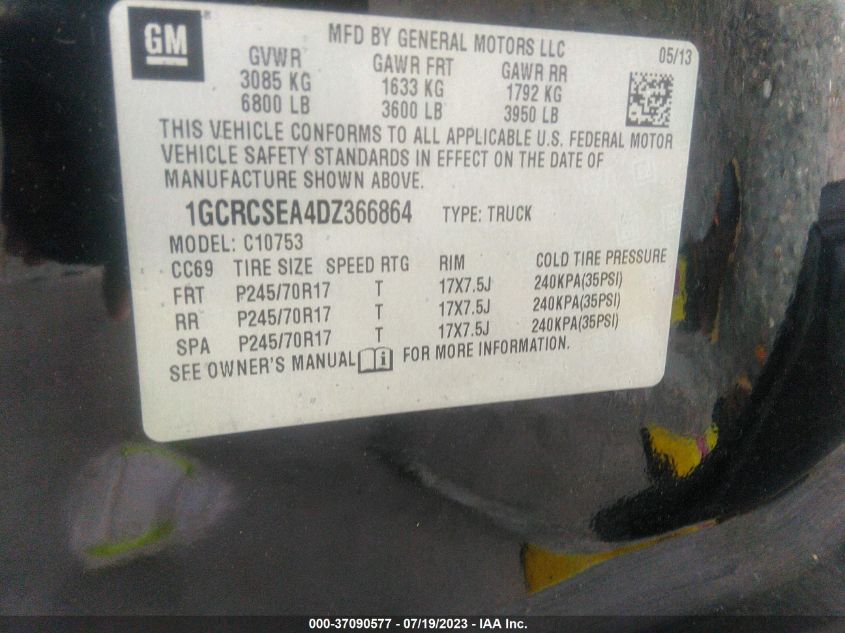 GM
MFD BY GENERAL MOTORS LLC
05/13
GVWR GAWR FRT GAWR RR
3085 KG 1633 KG 1792 KG
6800 LB 3600 LB 3950 LB
THIS VEHICLE CONFORMS TO ALL APPLICABLE U.S. FEDERAL MOTOR
VEHICLE SAFETY STANDARDS IN EFFECT ON THE DATE OF
MANUFACTURE SHOWN ABOVE.
1GCRCSEA4DZ366864 TYPE: TRUCK
MODEL: C10753
CC69 TIRE SIZE SPEED RTG RIM COLD TIRE PRESSURE
FRT P245/70R17 T 17X7.5J 240KPA(35PSI)
RR P245/70R17 T 17X7.5J 240KPA(35PSI)
SPA P245/70R17 T 17X7.5J 240KPA(35PSI)
SEE OWNER'S MANUAL i FOR MORE INFORMATION.
000-37090577 - 07/19/2023 - IAA Inc.